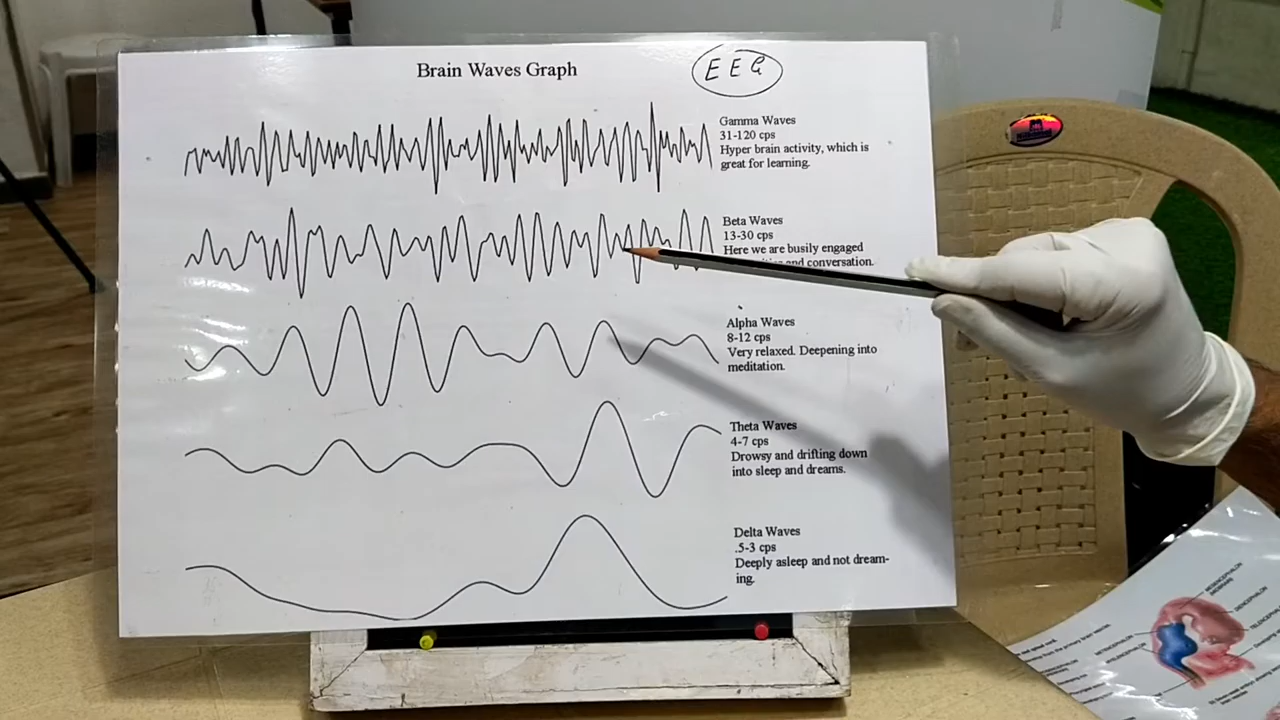 Brain Waves Graph
EEG
Gamma Waves
31-120 cps
Hyper brain activity, which is
great for learning.
Beta Waves
13-30 cps
Here we are busily engaged
and conversation.
Alpha Waves
8-12 cps
Very relaxed. Deepening into
meditation.
Theta Waves
4-7 cps
Drowsy and drifting down
into sleep and dreams.
Delta Waves
.5-3 cps
Deeply asleep and not dream-
ing.